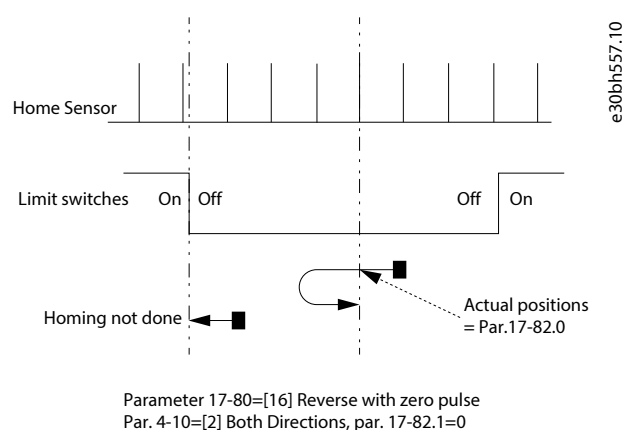 e30bh557.10
Home Sensor
Limit switches On Off Off On
Homing not done
Actual positions
= Par.17-82.0
Parameter 17-80=[16] Reverse with zero pulse
Par. 4-10=[2] Both Directions, par. 17-82.1=0